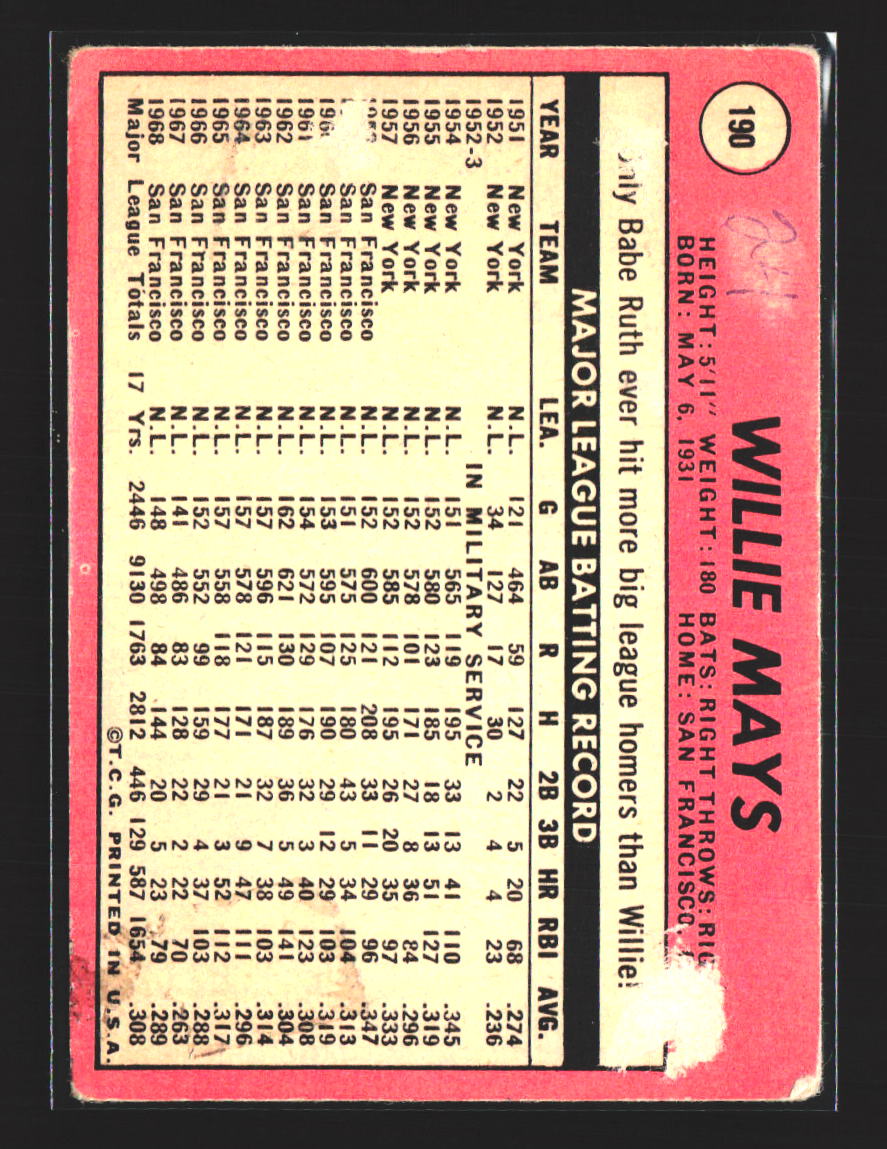 190
WILLIE MAYS
HEIGHT: 5'11" WEIGHT: 180 BATS: RIGHT THROWS:
BORN: MAY 6, 1931 HOME: SAN FRANCISCO,
Babe Ruth ever hit more big league homers than Willie!
MAJOR LEAGUE BATTING RECORD
YEAR TEAM LEA. G AB R H 2B 3B HR RBI AVG.
1951 New York N.L. 121 464 59 127 22 5 20 68 .274
1952 New York N.L. 34 127 17 30 2 4 4 23 .236
1952-3 IN MILITARY SERVICE
1954 New York N.L. 151 565 119 195 33 13 41 110 .345
1955 New York N.L. 152 580 123 185 18 13 51 127 .319
1956 New York N.L. 152 578 101 171 27 8 36 84 .296
1957 New York N.L. 152 585 112 195 26 20 35 97 .333
San Francisco N.L. 152 600 121 208 33 11 29 96 .347
San Francisco N.L. 151 575 125 180 43 5 34 104 .313
San Francisco N.L. 153 595 107 190 29 12 29 103 .319
1961 San Francisco N.L. 154 572 129 176 32 3 40 123 .308
1962 San Francisco N.L. 162 621 130 189 36 5 49 141 .304
1963 San Francisco N.L. 157 596 115 187 32 7 38 103 .314
1964 San Francisco N.L. 157 578 121 171 21 9 47 111 .296
1965 San Francisco N.L. 157 558 118 177 21 3 52 112 .317
1966 San Francisco N.L. 152 552 99 159 29 4 37 103 .288
1967 San Francisco N.L. 141 486 83 128 22 2 22 70 .263
1968 San Francisco N.L. 148 498 84 144 20 5 23 79 .289
Major League Totals 17 Yrs. 2446 9130 1763 2812 446 129 587 1654 .308
©T.C.G. PRINTED IN U.S.A.